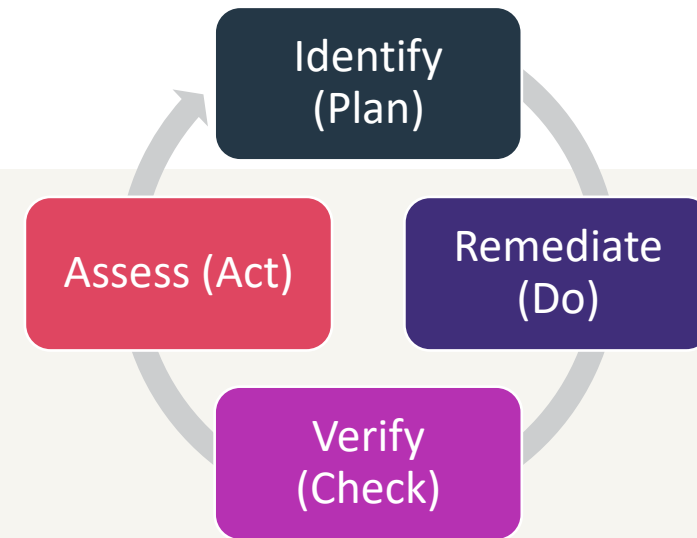 Identify
(Plan)
Remediate
(Do)
Verify
(Check)
Assess (Act)